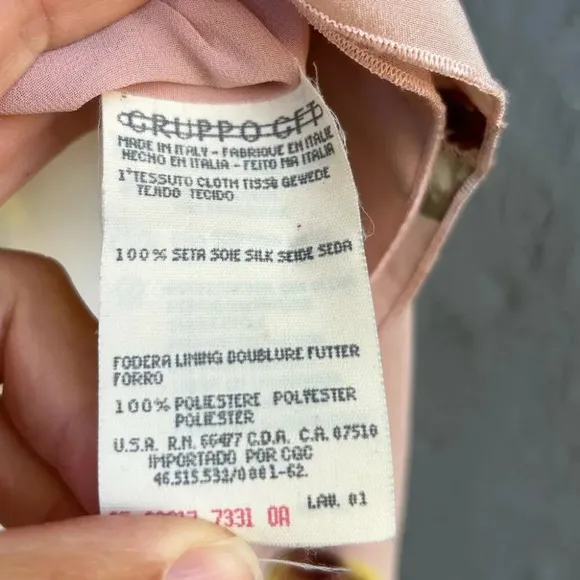 GRUPPO GFT
MADE IN ITALY - FABRIQUE EN ITALIE
HECHO EN ITALIA - FEITO NA ITALIA
1°TESSUTO CLOTH TISSÚ GEWEDE
TEJIDO TECIDO
100% SETA SOIE SILK SEIDE SEDA
FODERA LINING DOUBLURE FUTTER
FORRO
100% POLIESTERE POLYESTER
POLIESTER
U.S.A. R.N. 66477 C.D.A. C.A. 07510
IMPORTADO POR CGC
46.515.532/0001-62.
LAV. 01
7331 0A